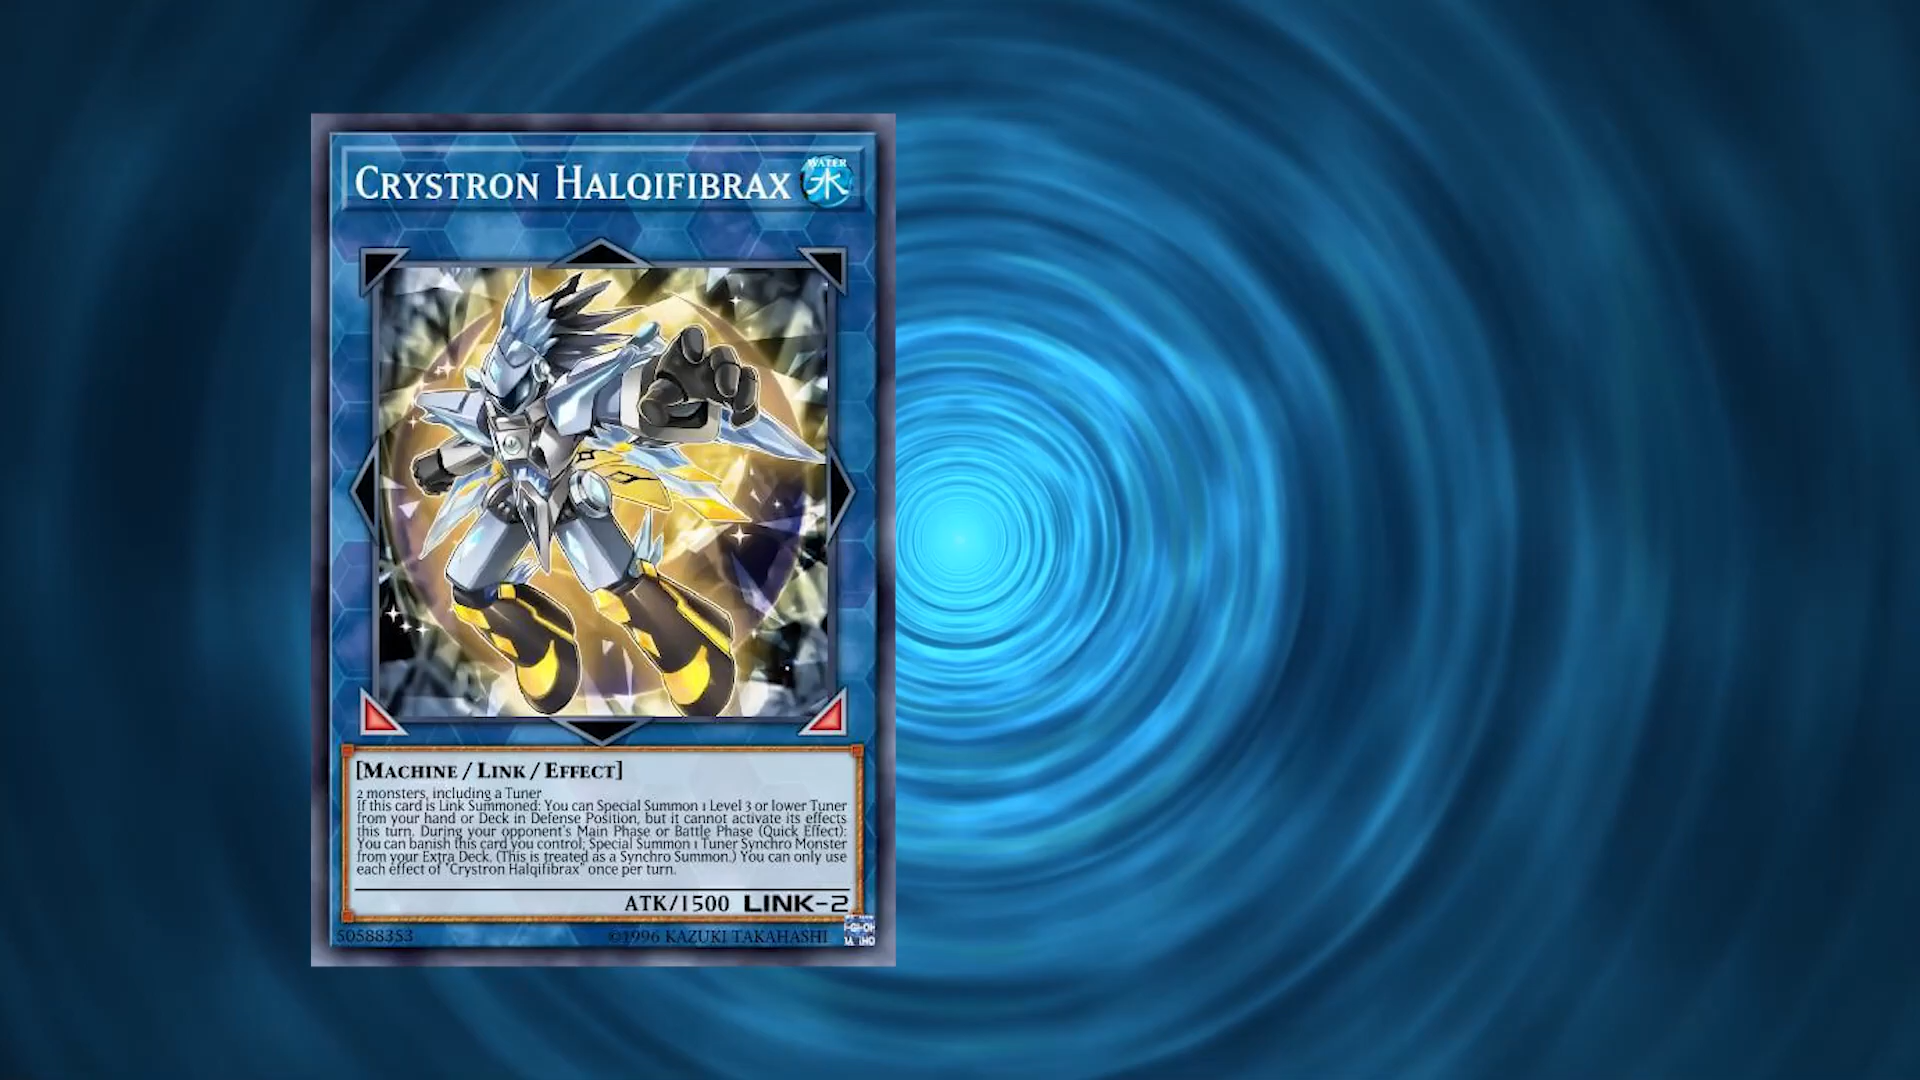 CRYSTRON HALQIFIBRAX
WATER
水
[MACHINE / LINK / EFFECT]
2 monsters, including a Tuner
If this card is Link Summoned: You can Special Summon 1 Level 3 or lower Tuner
from your hand or Deck in Defense Position, but it cannot activate its effects
this turn. During your opponent's Main Phase or Battle Phase (Quick Effect):
You can banish this card you control; Special Summon 1 Tuner Synchro Monster
from your Extra Deck. (This is treated as a Synchro Summon.) You can only use
each effect of "Crystron Halqifibrax" once per turn.
ATK/1500 LINK-2
50588353
©1996 KAZUKI TAKAHASHI